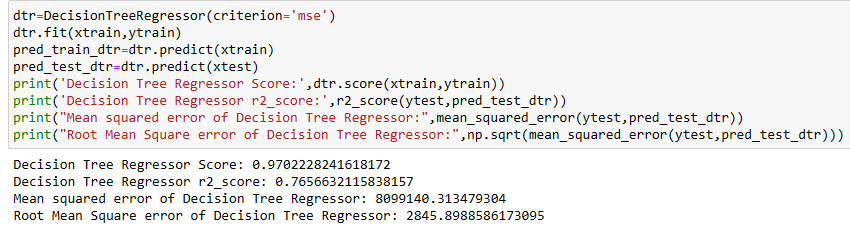 dtr=DecisionTreeRegressor(criterion='mse')
dtr.fit(xtrain,ytrain)
pred_train_dtr=dtr.predict(xtrain)
pred_test_dtr=dtr.predict(xtest)
print('Decision Tree Regressor Score:',dtr.score(xtrain,ytrain))
print('Decision Tree Regressor r2_score:',r2_score(ytest,pred_test_dtr))
print("Mean squared error of Decision Tree Regressor:",mean_squared_error(ytest,pred_test_dtr))
print("Root Mean Square error of Decision Tree Regressor:",np.sqrt(mean_squared_error(ytest,pred_test_dtr)))
Decision Tree Regressor Score: 0.9702228241618172
Decision Tree Regressor r2_score: 0.7656632115838157
Mean squared error of Decision Tree Regressor: 8099140.313479304
Root Mean Square error of Decision Tree Regressor: 2845.8988586173095